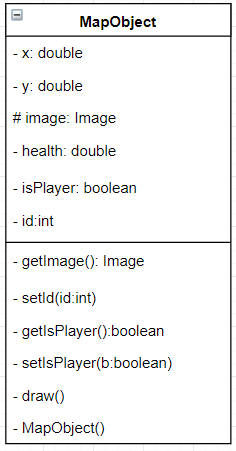 MapObject
- x: double
- y: double
# image: Image
- health: double
- isPlayer: boolean
- id:int
- getImage(): Image
- setId(id:int)
- getIsPlayer():boolean
- setIsPlayer(b:boolean)
- draw()
- MapObject()